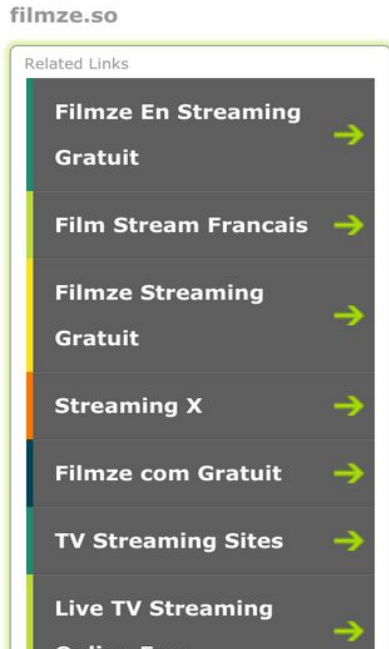 filmze.so
Related Links
Filmze En Streaming
Gratuit
Film Stream Francais
Filmze Streaming
Gratuit
Streaming X
Filmze com Gratuit
TV Streaming Sites
Live TV Streaming